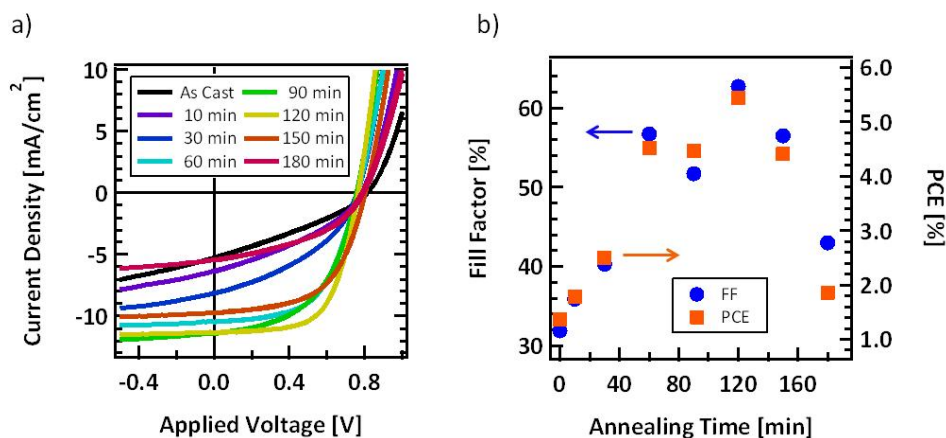 a)
10
5
0
-5
-10
Current Density [mA/cm²]
As Cast
10 min
30 min
60 min
90 min
120 min
150 min
180 min
-0.4
0.0
0.4
0.8
Applied Voltage [V]
b)
60
50
40
30
Fill Factor [%]
6.0
5.0
4.0
3.0
2.0
1.0
PCE [%]
FF
PCE
0
40
80
120
160
Annealing Time [min]